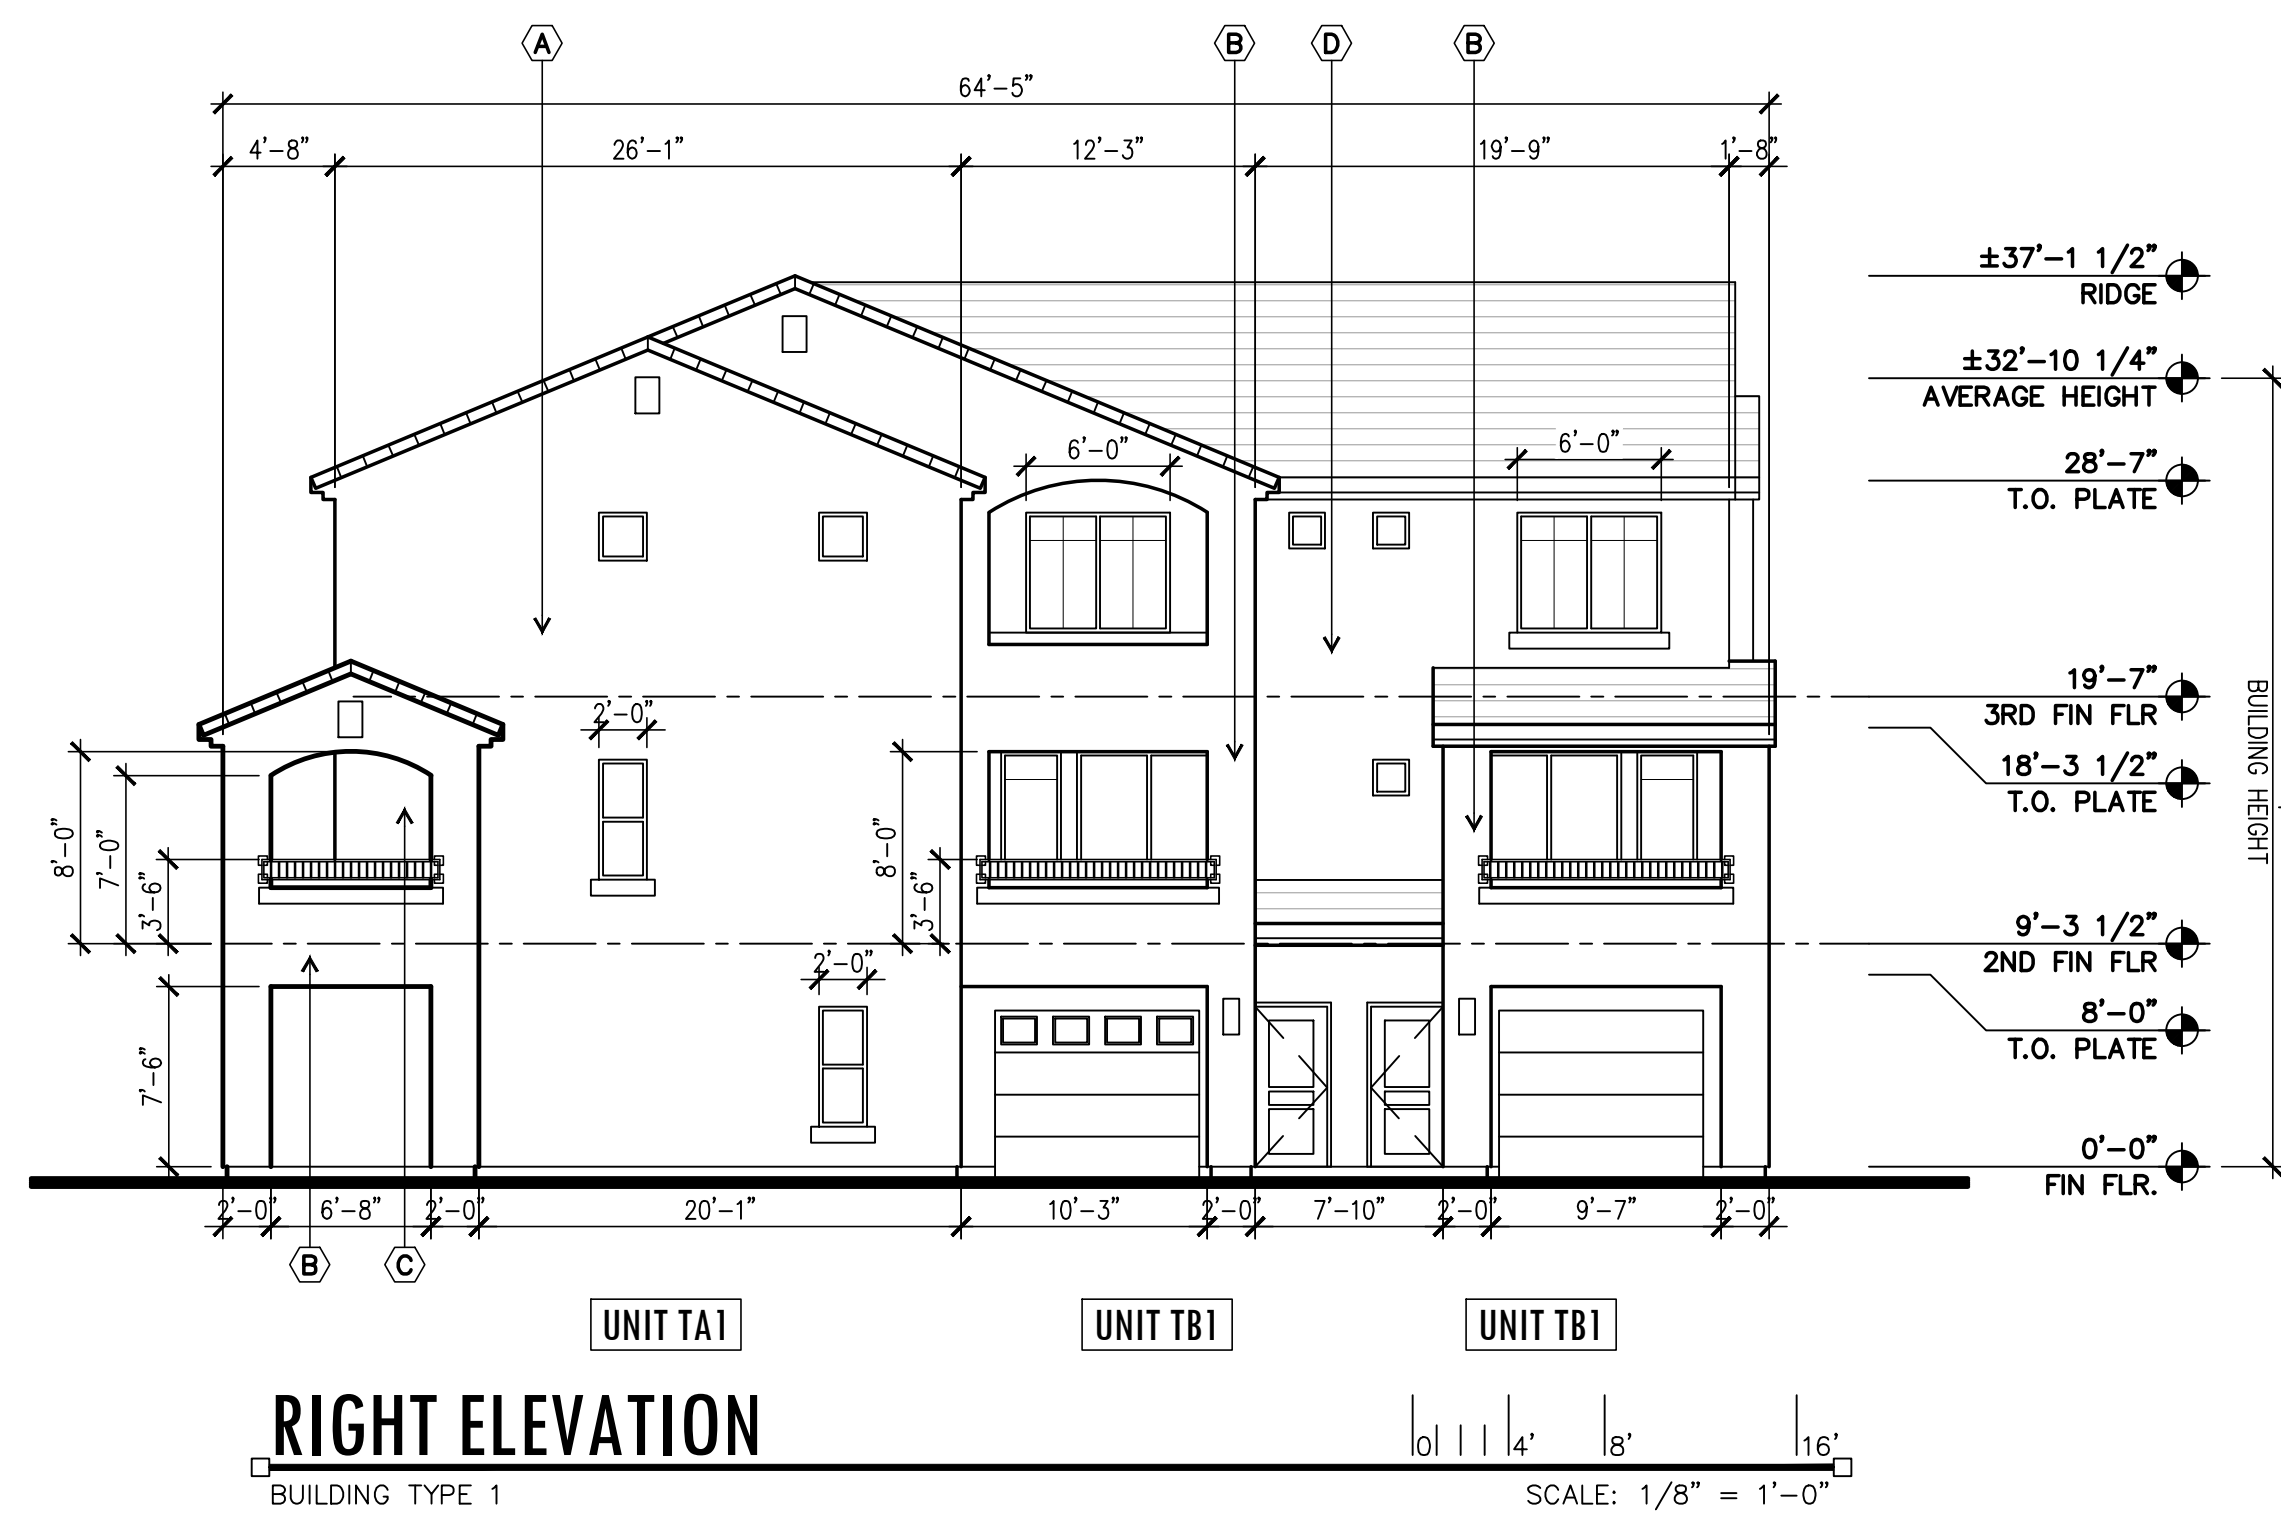 A B D B
64'-5"
4'-8" 26'-1" 12'-3" 19'-9" 1'-8"
±37'-1 1/2"
RIDGE
±32'-10 1/4"
AVERAGE HEIGHT
6'-0" 6'-0"
28'-7"
T.O. PLATE
19'-7"
3RD FIN FLR
2'-0"
BUILDING HEIGHT
18'-3 1/2"
T.O. PLATE
8'-0" 7'-0" 3'-6" 8'-0" 3'-6"
9'-3 1/2"
2ND FIN FLR
2'-0"
8'-0"
T.O. PLATE
7'-6"
0'-0"
FIN FLR.
2'-0" 6'-8" 2'-0" 20'-1" 10'-3" 2'-0" 7'-10" 2'-0" 9'-7" 2'-0"
B C
UNIT TA1 UNIT TB1 UNIT TB1
RIGHT ELEVATION
0 4' 8' 16'
BUILDING TYPE 1
SCALE: 1/8" = 1'-0"